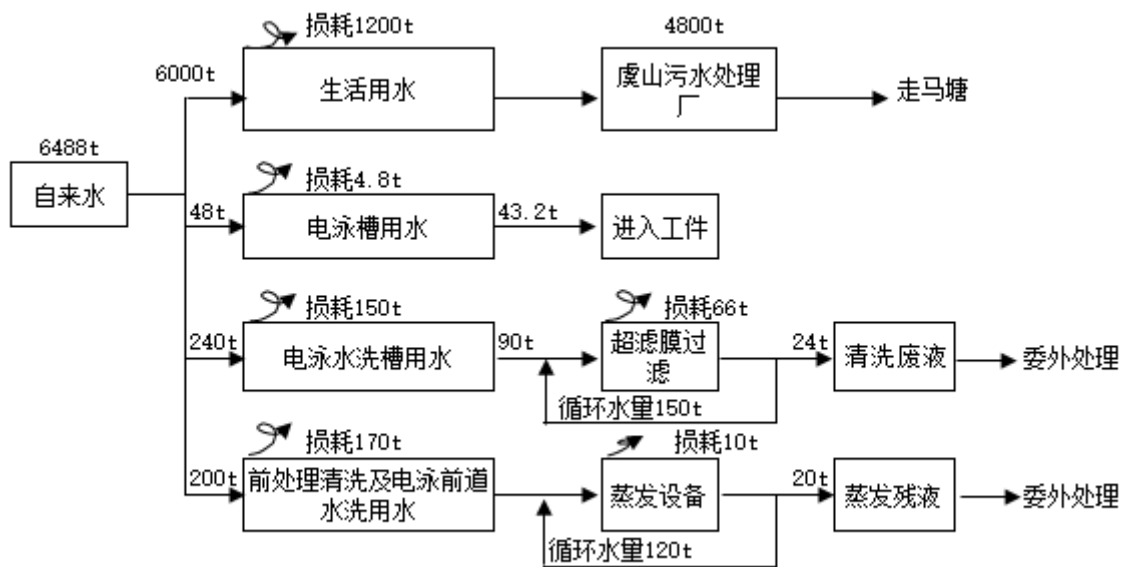 损耗1200t
4800t
6000t
生活用水
虞山污水处理
厂
走马塘
6488t
自来水
损耗4.8t
48t
电泳槽用水
43.2t
进入工件
损耗150t
损耗66t
240t
电泳水洗槽用水
90t
超滤膜过
滤
24t
清洗废液
委外处理
循环水量150t
损耗170t
损耗10t
200t
前处理清洗及电泳前道
水洗用水
蒸发设备
20t
蒸发残液
委外处理
循环水量120t